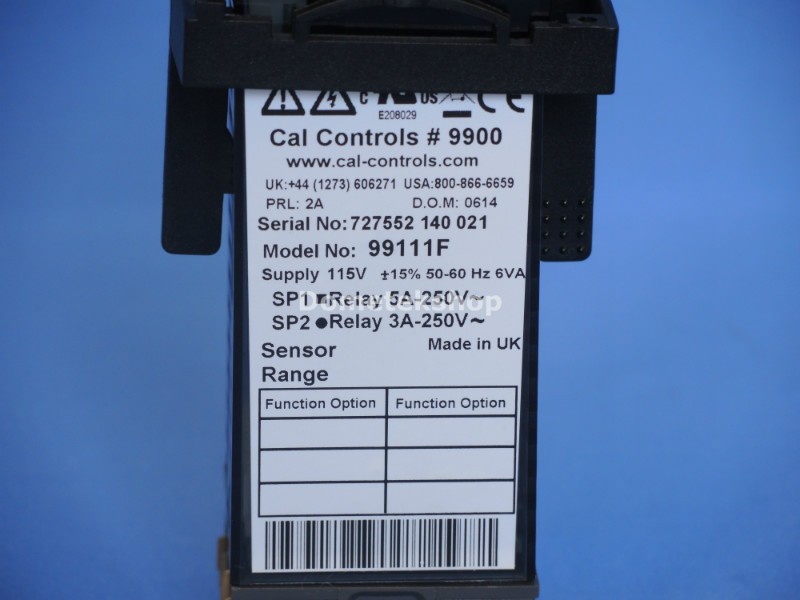 C US
E208029
Cal Controls # 9900
www.cal-controls.com
UK:+44 (1273) 606271 USA:800-866-6659
PRL: 2A D.O.M: 0614
Serial No: 727552 140 021
Model No: 99111F
Supply 115V ±15% 50-60 Hz 6VA
SP1 Relay 5A-250V~
SP2 ●Relay 3A-250V~
Made in UK
Sensor
Range
Function Option Function Option